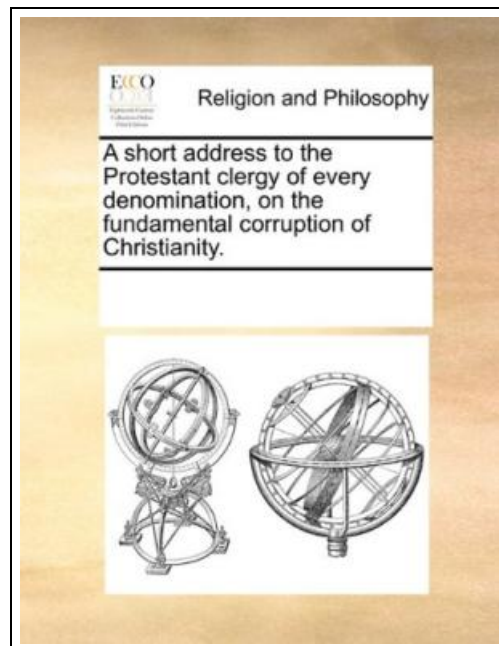 ECCO
Religion and Philosophy
A short address to the
Protestant clergy of every
denomination, on the
fundamental corruption of
Christianity.